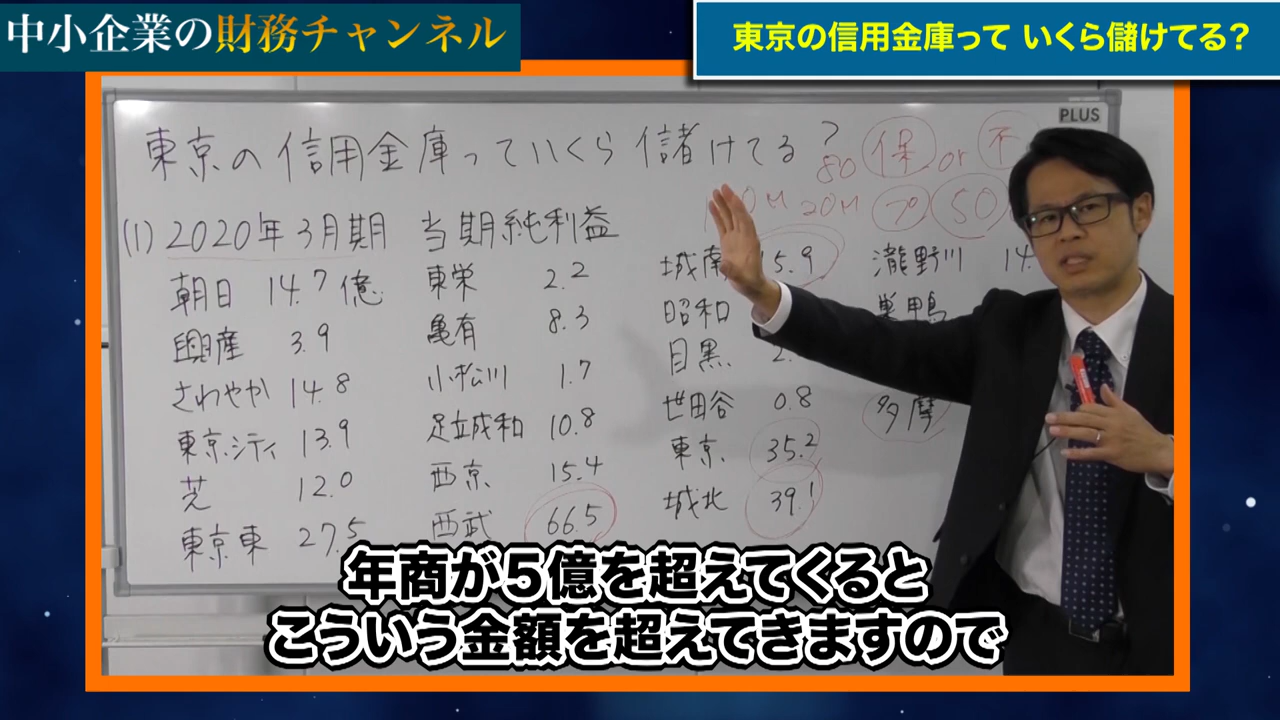 中小企業の財務チャンネル
東京の信用金庫って いくら儲けてる?
PLUS
東京の信用金庫っていくら儲けてる?
80 保 or 不
20M プ 50
(1) 2020年3月期 当期純利益
朝日 14.7億
興産 3.9
さわやか 14.8
東京シティ 13.9
芝 12.0
東京東 27.5
東栄 2.2
亀有 8.3
小松川 1.7
足立成和 10.8
西京 15.4
西武 66.5
城南 15.9
昭和
目黒 2.
世田谷 0.8
東京 35.2
城北 39.1
瀧野川 14.
巣鴨
多摩
年商が5億を超えてくると
こういう金額を超えてきますので